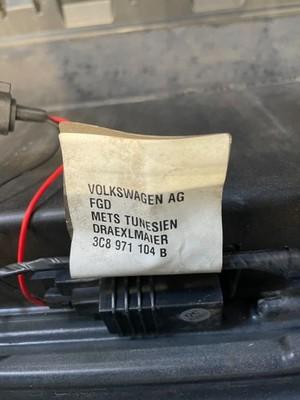 VOLKSWAGEN AG
FGD
METS TUNESIEN
DRAEXLMAIER
3C8 971 104 B